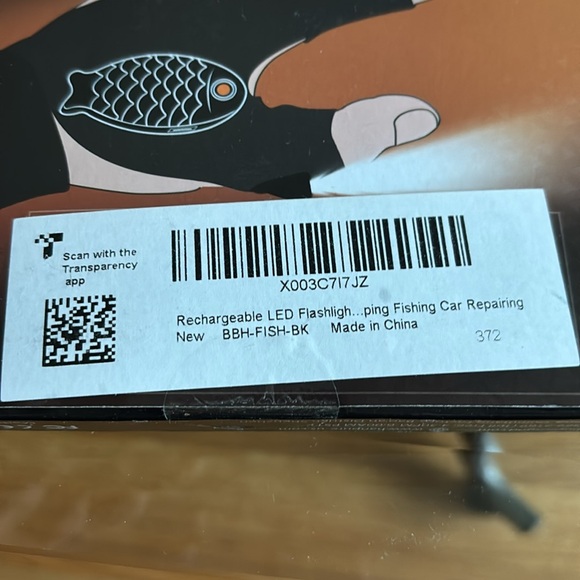 Scan with the
Transparency
app
X003C7I7JZ
Rechargeable LED Flashligh...ping Fishing Car Repairing
New BBH-FISH-BK Made in China
372